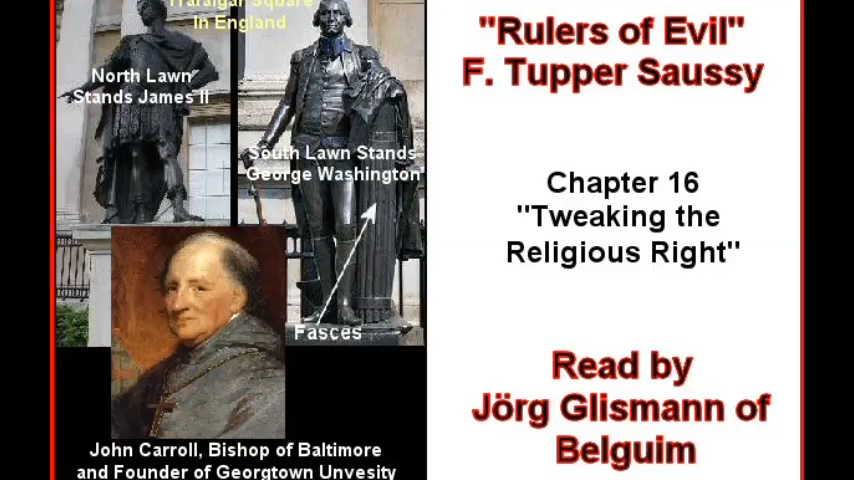 Trafalgar Square
In England
North Lawn
Stands James II
South Lawn Stands
George Washington
Fasces
John Carroll, Bishop of Baltimore
and Founder of Georgtown Unvesity
"Rulers of Evil"
F. Tupper Saussy
Chapter 16
"Tweaking the
Religious Right"
Read by
Jörg Glismann of
Belguim